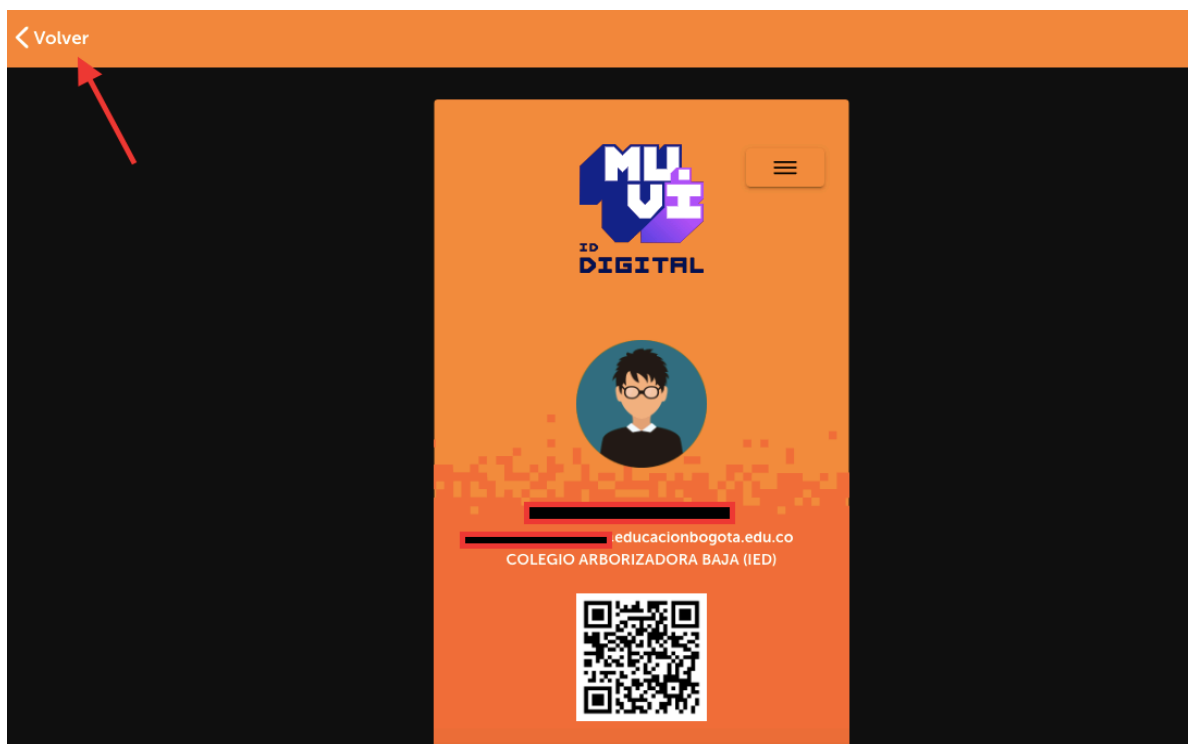 Volver
MU.
VI
ID
DIGITAL
.educacionbogota.edu.co
COLEGIO ARBORIZADORA BAJA (IED)